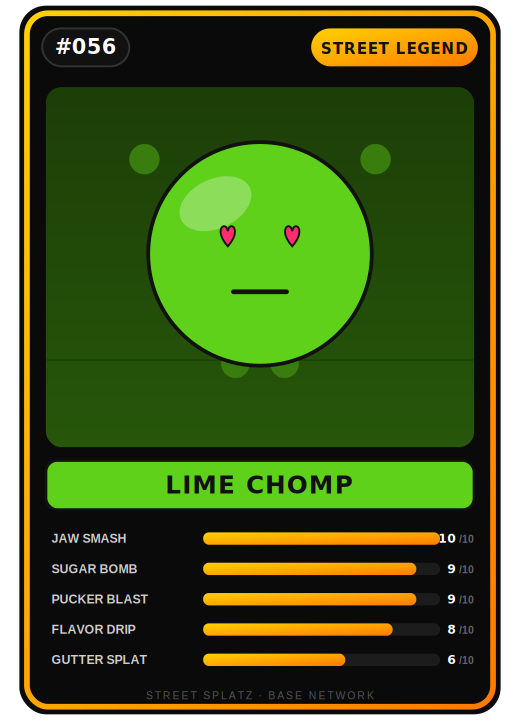 #056 STREET LEGEND
LIME CHOMP
JAW SMASH 10 /10
SUGAR BOMB 9 /10
PUCKER BLAST 9 /10
FLAVOR DRIP 8 /10
GUTTER SPLAT 6 /10
STREET SPLATZ · BASE NETWORK